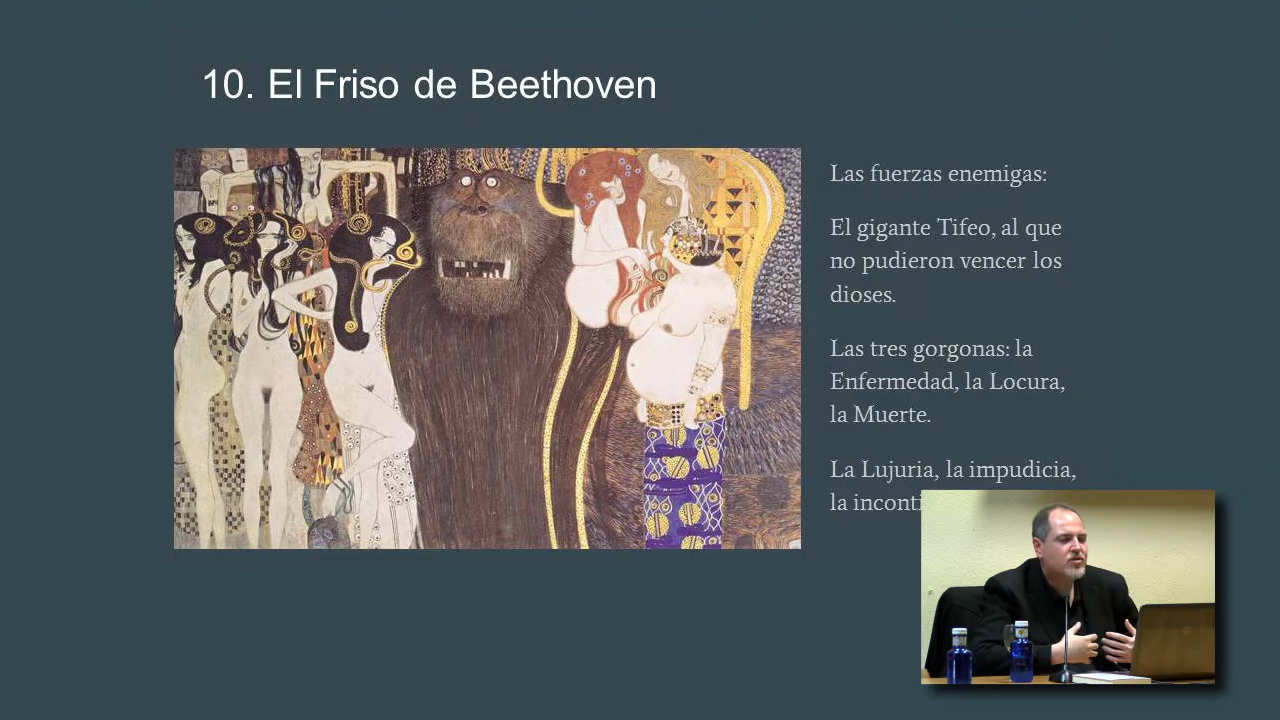 10. El Friso de Beethoven
Las fuerzas enemigas:
El gigante Tifeo, al que
no pudieron vencer los
dioses.
Las tres gorgonas: la
Enfermedad, la Locura,
la Muerte.
La Lujuria, la impudicia,
la inconti